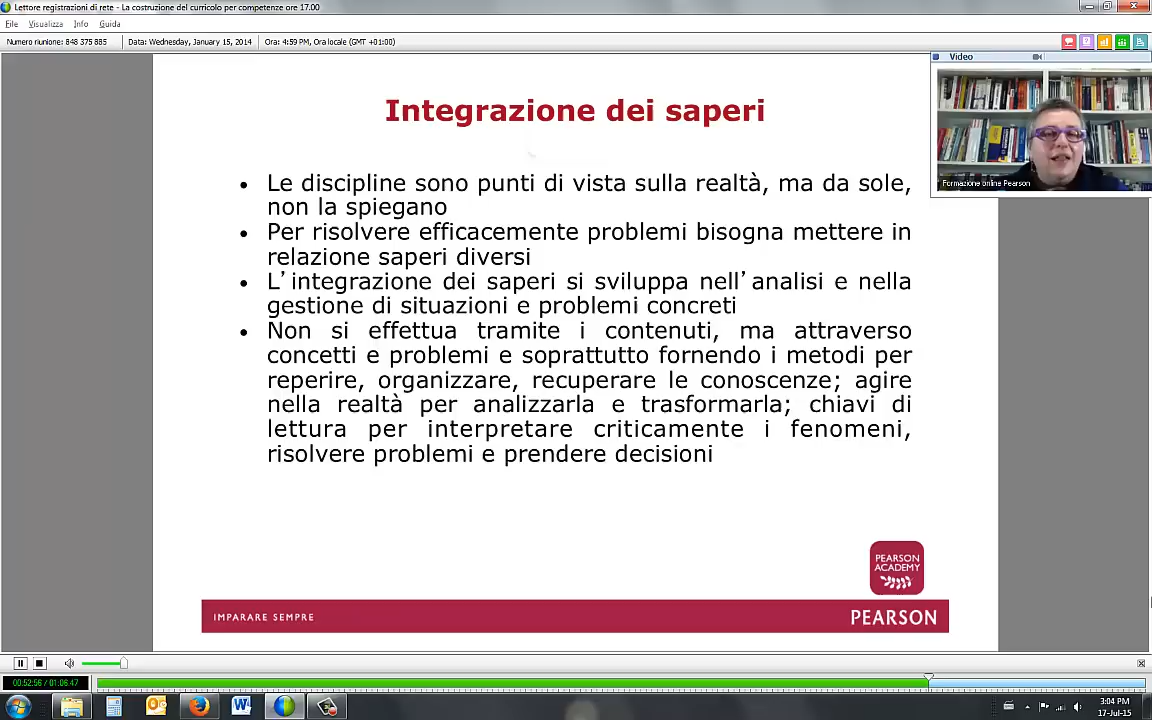 Lettore registrazioni di rete - La costruzione del curricolo per competenze ore 17.00
File Visualizza Info Guida
Numero riunione: 848 375 885 Data: Wednesday, January 15, 2014 Ora: 4:59 PM, Ora locale (GMT +01:00)
Video
Formazione online Pearson
Integrazione dei saperi
• Le discipline sono punti di vista sulla realtà, ma da sole,
non la spiegano
• Per risolvere efficacemente problemi bisogna mettere in
relazione saperi diversi
• L’integrazione dei saperi si sviluppa nell’analisi e nella
gestione di situazioni e problemi concreti
• Non si effettua tramite i contenuti, ma attraverso
concetti e problemi e soprattutto fornendo i metodi per
reperire, organizzare, recuperare le conoscenze; agire
nella realtà per analizzarla e trasformarla; chiavi di
lettura per interpretare criticamente i fenomeni,
risolvere problemi e prendere decisioni
PEARSON
ACADEMY
IMPARARE SEMPRE
PEARSON
00:52:56 / 01:06:47
3:04 PM
17-Jul-15